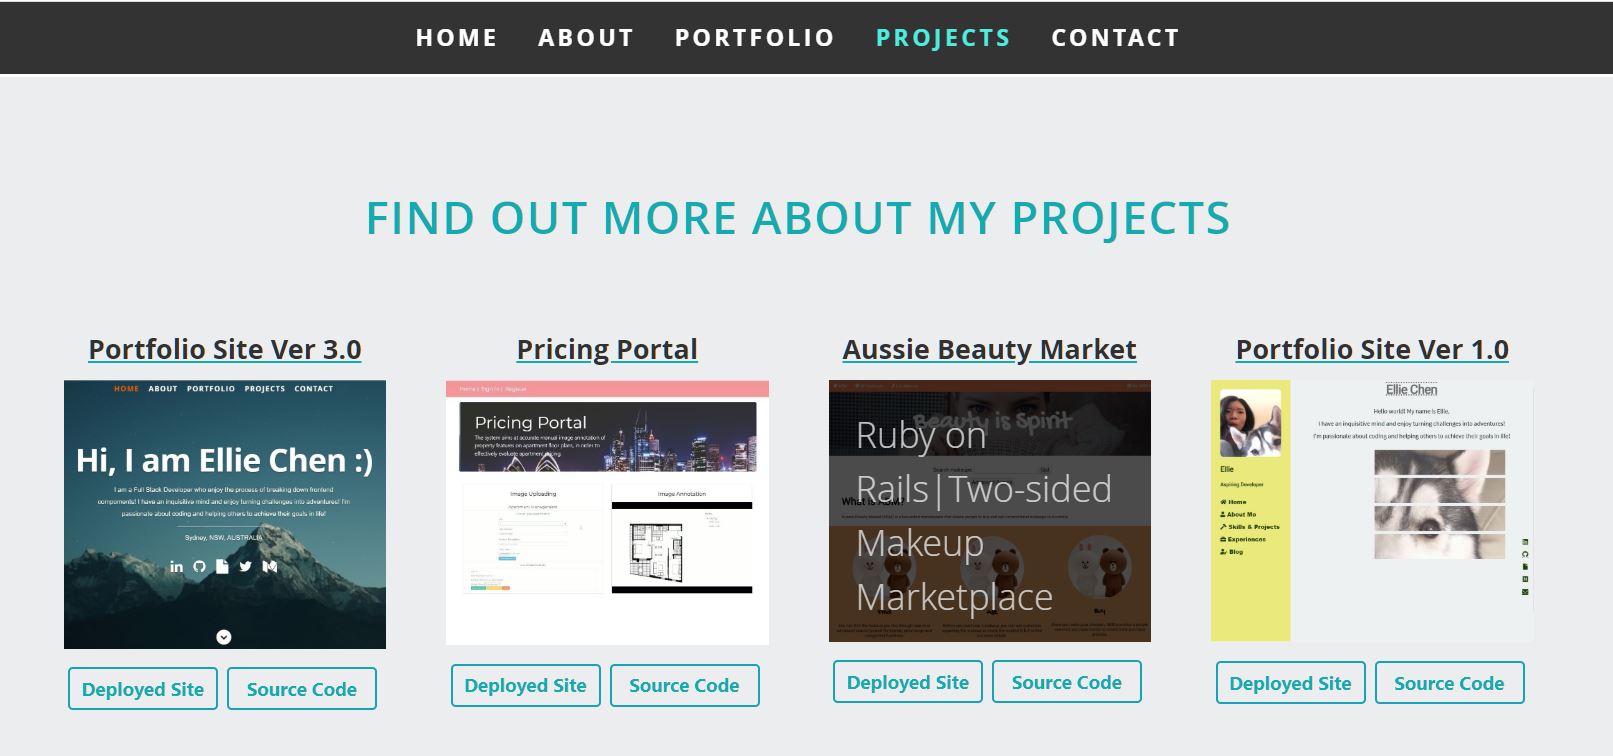 HOME ABOUT PORTFOLIO PROJECTS CONTACT
FIND OUT MORE ABOUT MY PROJECTS
Portfolio Site Ver 3.0
HOME ABOUT PORTFOLIO PROJECTS CONTACT
Hi, I am Ellie Chen :)
I am a Full Stack Developer who enjoy the process of breaking down frontend
components! I have an inquisitive mind and enjoy turning challenges into adventures! I'm
passionate about coding and helping others to achieve their goals in life!
Sydney, NSW, AUSTRALIA
Deployed Site Source Code
Pricing Portal
Home | Sign In | Register
Pricing Portal
The system aims at accurate manual image annotation of
property features on apartment floor plans, in order to
effectively evaluate apartment pricing.
Image Uploading
Image Annotation
Apartment Management
Deployed Site Source Code
Aussie Beauty Market
Beauty is Spirit
Ruby on
Rails|Two-sided
Makeup
Marketplace
What is ABM?
Buy
Deployed Site Source Code
Portfolio Site Ver 1.0
Ellie
Aspiring Developer
Home
About Me
Skills & Projects
Experiences
Blog
Ellie Chen
Hello world! My name is Ellie,
I have an inquisitive mind and enjoy turning challenges into adventures!
I'm passionate about coding and helping others to achieve their goals in life!
Deployed Site Source Code